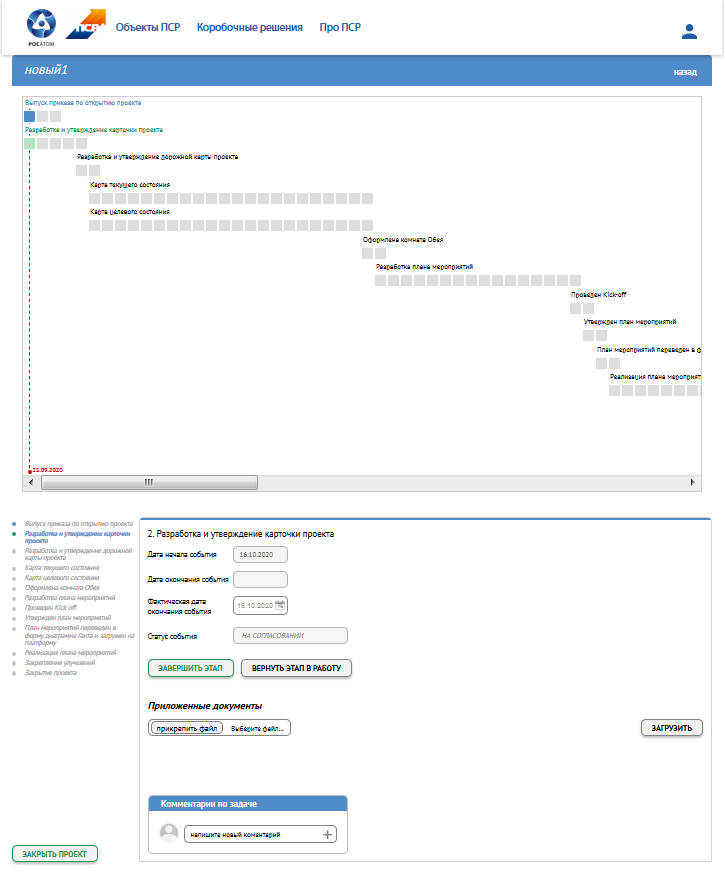 РОСАТОМ
ПСР
Объекты ПСР
Коробочные решения
Про ПСР
новый1
назад
Выпуск приказа по открытию проекта
Разработка и утверждение карточки проекта
Разработка и утверждение дорожной карты проекта
Карта текущего состояния
Карта целевого состояния
Оформлена комната Обея
Разработка плана мероприятий
Проведен Kick-off
Утвержден план мероприятий
План мероприятий переведен в ф
Реализация плана мероприят
25.09.2020
Выпуск приказа по открытию проекта
Разработка и утверждение карточки
проекта
Разработка и утверждение дорожной
карты проекта
Карта текущего состояния
Карта целевого состояния
Оформлена комната Обея
Разработка плана мероприятий
Проведен Kick-off
Утвержден план мероприятий
План мероприятий переведен в
форму диаграмм Ганта и загружен на
платформу
Реализация плана мероприятий
Закрепление улучшений
Закрытие проекта
ЗАКРЫТЬ ПРОЕКТ
2. Разработка и утверждение карточки проекта
Дата начала события
16.10.2020
Дата окончания события
Фактическая дата
окончания события
16.10.2020
Статус события
НА СОГЛАСОВАНИИ
ЗАВЕРШИТЬ ЭТАП
ВЕРНУТЬ ЭТАП В РАБОТУ
Приложенные документы
прикрепить файл
Выберите файл...
ЗАГРУЗИТЬ
Комментарии по задаче
напишите новый коментарий